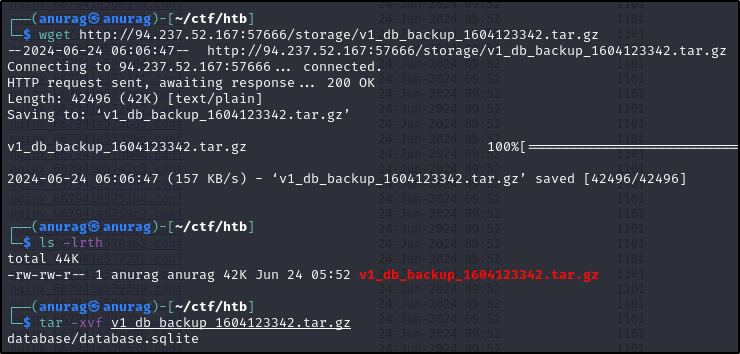 ┌──(anurag㉿anurag)-[~/ctf/htb]
└─$ wget http://94.237.52.167:57666/storage/v1_db_backup_1604123342.tar.gz
--2024-06-24 06:06:47--  http://94.237.52.167:57666/storage/v1_db_backup_1604123342.tar.gz
Connecting to 94.237.52.167:57666... connected.
HTTP request sent, awaiting response... 200 OK
Length: 42496 (42K) [text/plain]
Saving to: ‘v1_db_backup_1604123342.tar.gz’
v1_db_backup_1604123342.tar.gz 100%[==============================
2024-06-24 06:06:47 (157 KB/s) - ‘v1_db_backup_1604123342.tar.gz’ saved [42496/42496]
┌──(anurag㉿anurag)-[~/ctf/htb]
└─$ ls -lrth
total 44K
-rw-rw-r-- 1 anurag anurag 42K Jun 24 05:52 v1_db_backup_1604123342.tar.gz
┌──(anurag㉿anurag)-[~/ctf/htb]
└─$ tar -xvf v1_db_backup_1604123342.tar.gz
database/database.sqlite